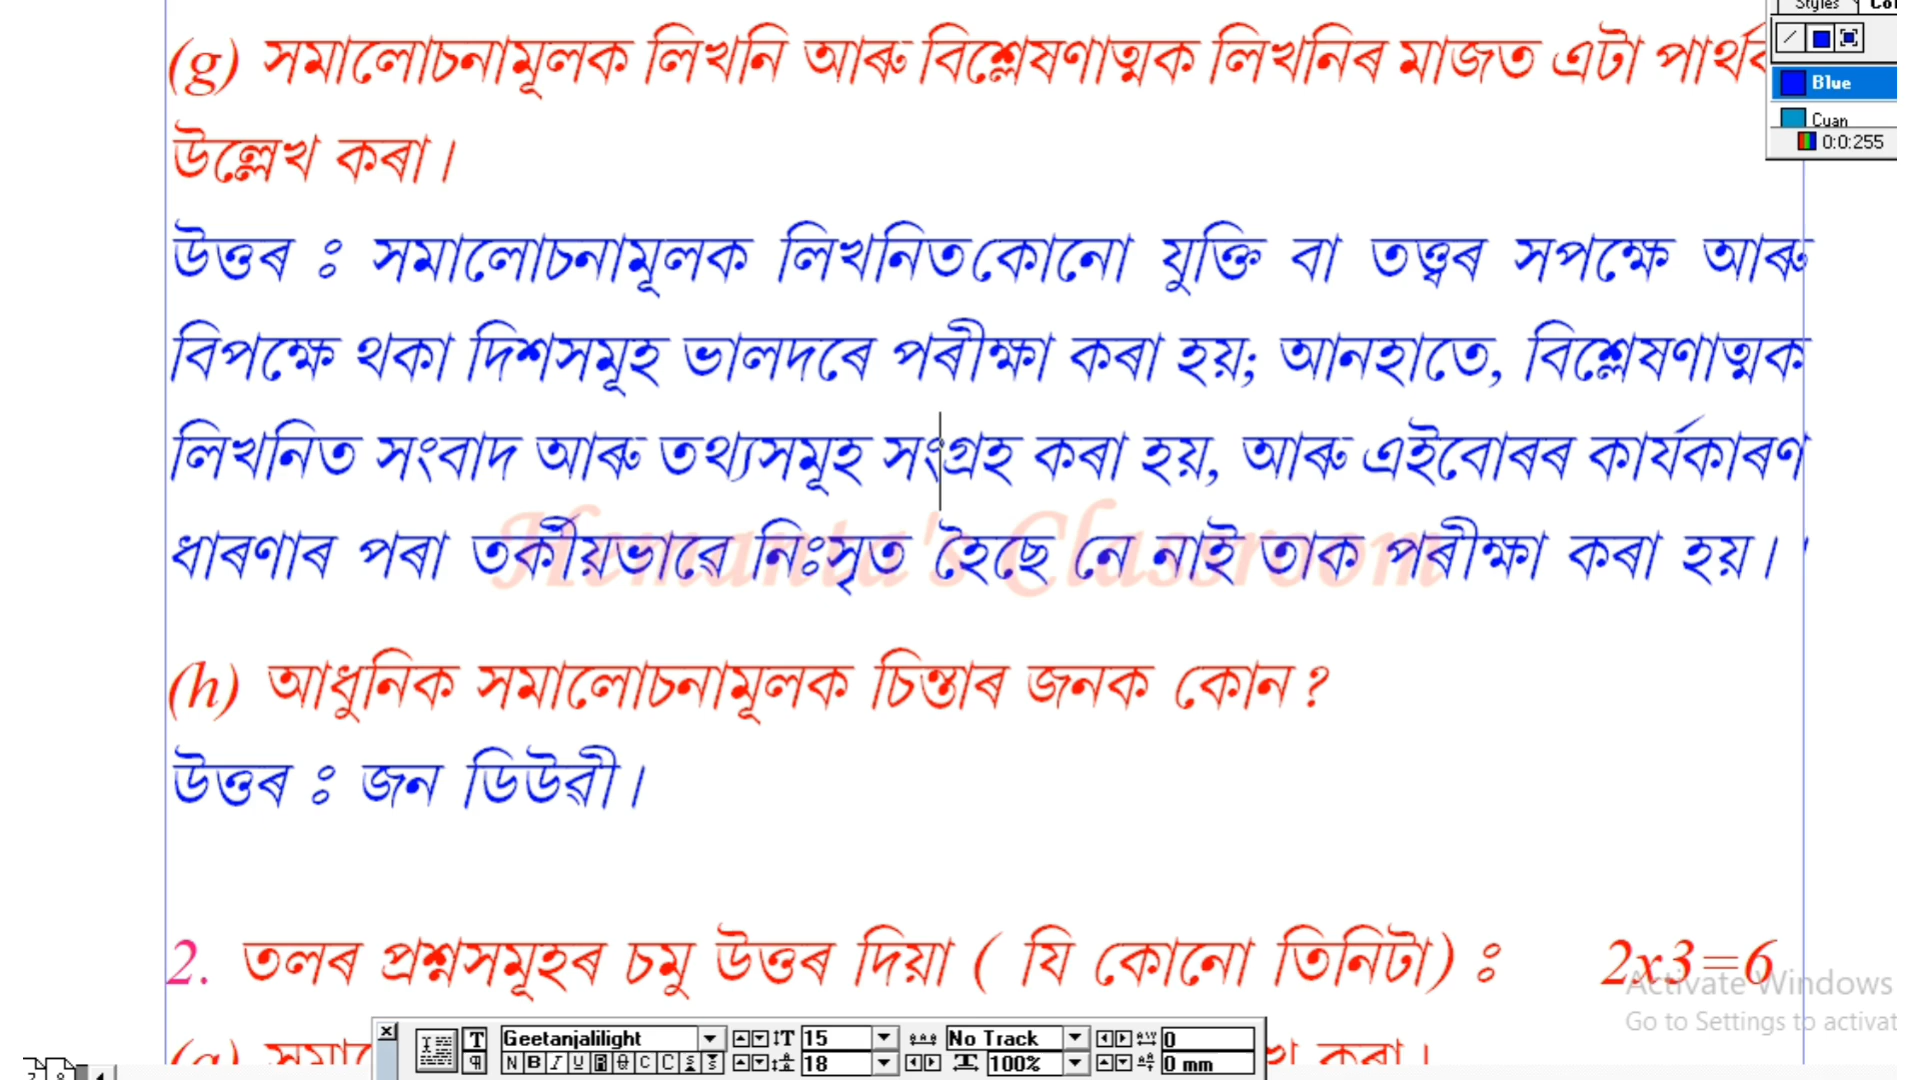 Styles
(g) সমালোচনামূলক লিখনি আৰু বিশ্লেষণাত্মক লিখনিৰ মাজত এটা
Blue
উল্লেখ কৰা।
0:0:255
উত্তৰ ঃ সমালোচনামূলক লিখনিতকোনো যুক্তি বা তত্ত্বৰ সপক্ষে আৰু
বিপক্ষে থকা দিশসমূহ ভালদৰে পৰীক্ষা কৰা হয়; আনহাতে, বিশ্লেষণাত্মক
লিখনিত সংবাদ আৰু তথ্যসমূহ সংগ্ৰহ কৰা হয়, আৰু এইবোৰৰ কাৰ্যকাৰণ
ধাৰণাৰ পৰা তৰ্কীয়ভাৱে নিঃসৃত হৈছে নে নাই তাক পৰীক্ষা কৰা হয়।
Hemanta's Classroom
(h) আধুনিক সমালোচনামূলক চিন্তাৰ জনক কোন?
উত্তৰ ঃ জন ডিউৱী।
2. তলৰ প্ৰশ্নসমূহৰ চমু উত্তৰ দিয়া ( যি কোনো তিনিটা) ঃ 2x3=6
Activate Windows
Go to Settings to activat
Geetanjalilight 15 No Track 0
N B I U C C 18 100% 0 mm